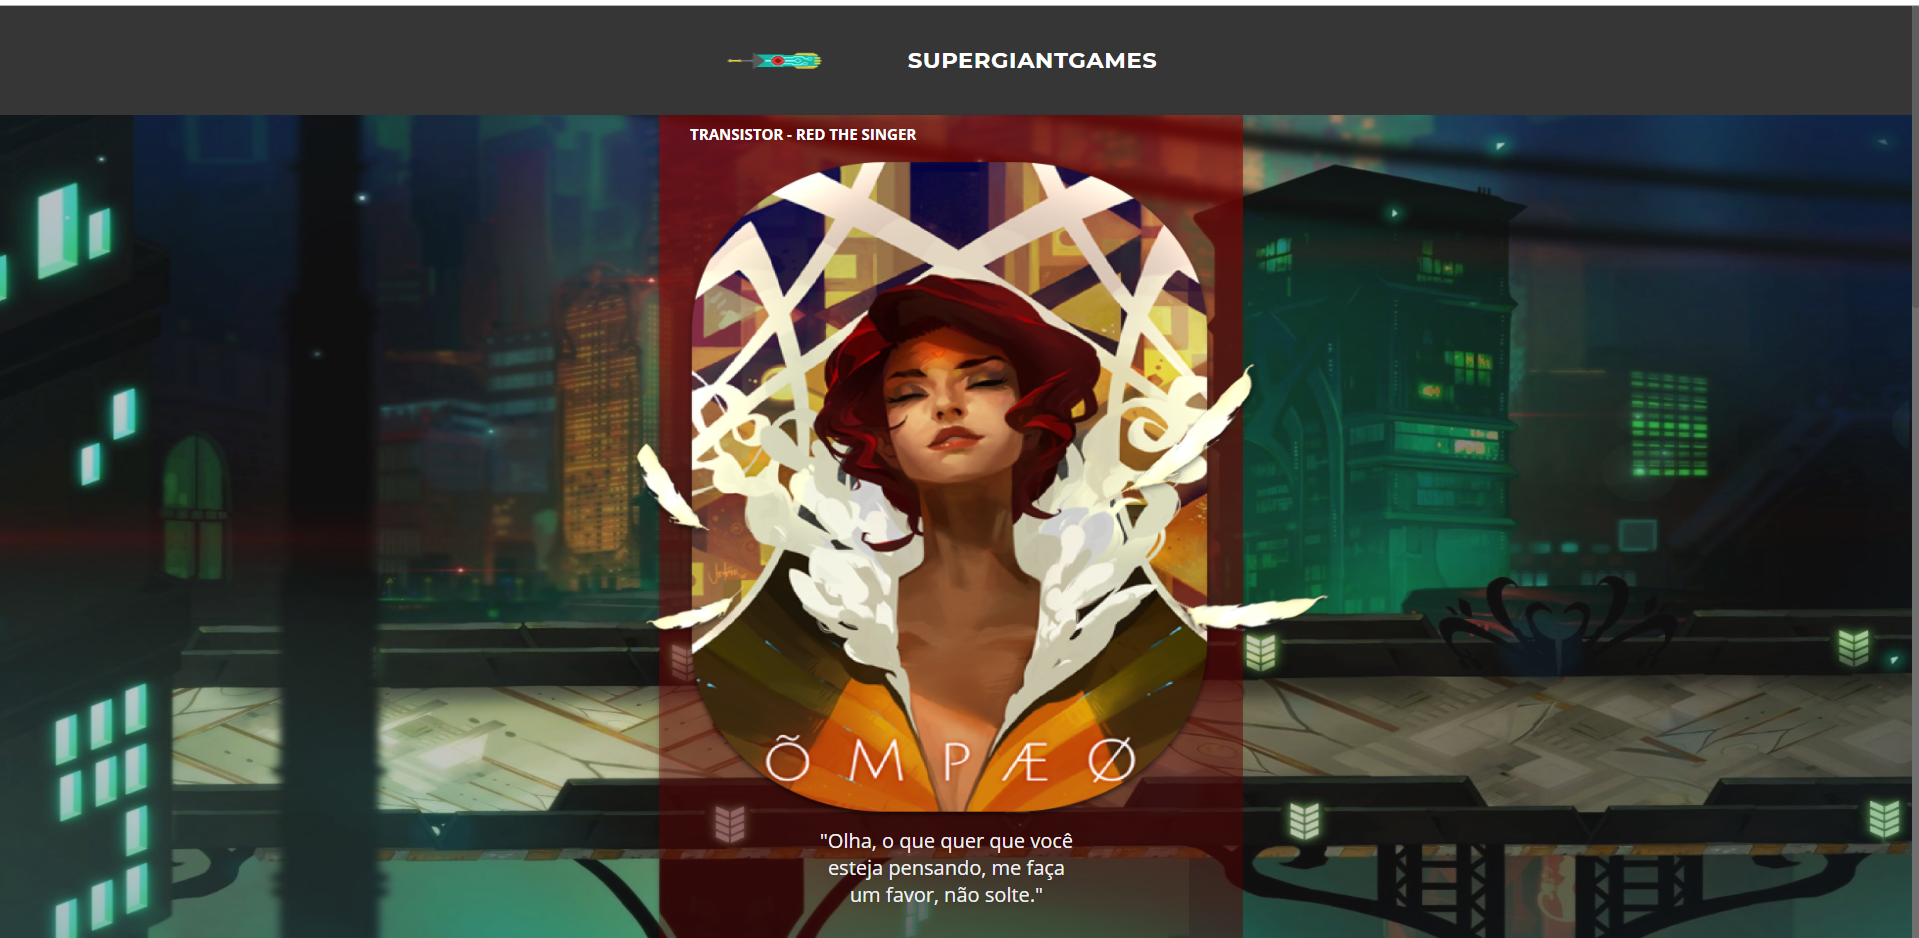 SUPERGIANTGAMES
TRANSISTOR - RED THE SINGER
Õ M P Æ Ø
"Olha, o que quer que você
esteja pensando, me faça
um favor, não solte."